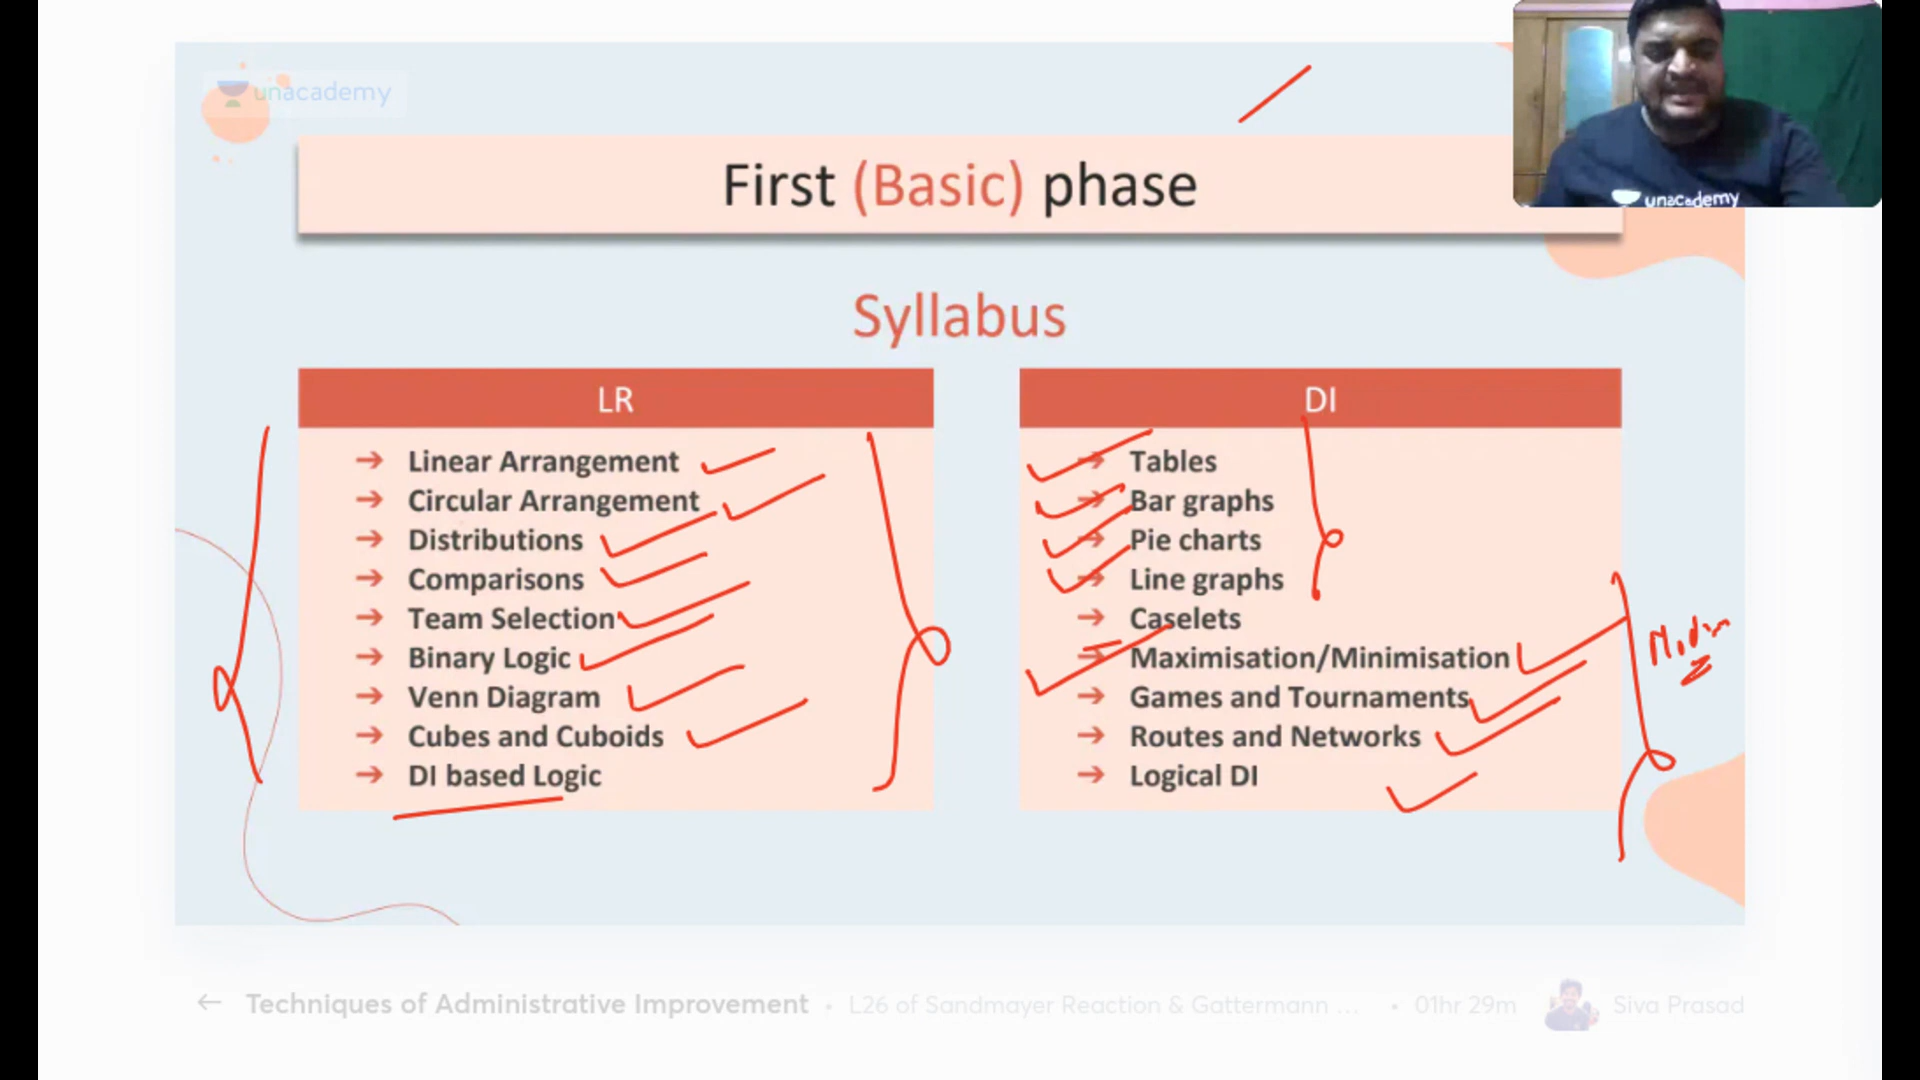 unacademy
unacademy
First (Basic) phase
Syllabus
LR
Linear Arrangement
Circular Arrangement
Distributions
Comparisons
Team Selection
Binary Logic
Venn Diagram
Cubes and Cuboids
DI based Logic
DI
Tables
Bar graphs
Pie charts
Line graphs
Caselets
Maximisation/Minimisation
Games and Tournaments
Routes and Networks
Logical DI
Techniques of Administrative Improvement • L26 of Sandmayer Reaction & Gattermann ... • 01hr 29m Siva Prasad